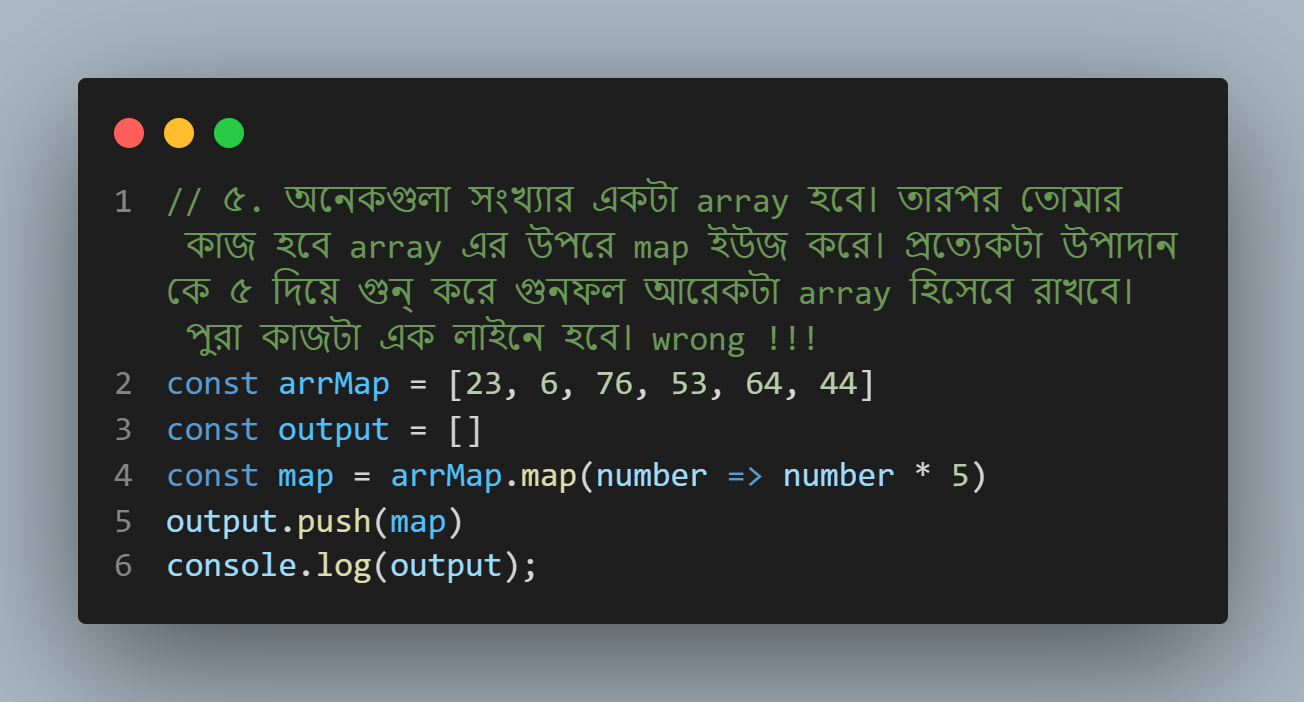 1 // ৫. অনেকগুলা সংখ্যার একটা array হবে। তারপর তোমার
কাজ হবে array এর উপরে map ইউজ করে। প্রত্যেকটা উপাদান
কে ৫ দিয়ে গুন্ করে গুনফল আরেকটা array হিসেবে রাখবে।
পুরা কাজটা এক লাইনে হবে। wrong !!!
2 const arrMap = [23, 6, 76, 53, 64, 44]
3 const output = []
4 const map = arrMap.map(number => number * 5)
5 output.push(map)
6 console.log(output);